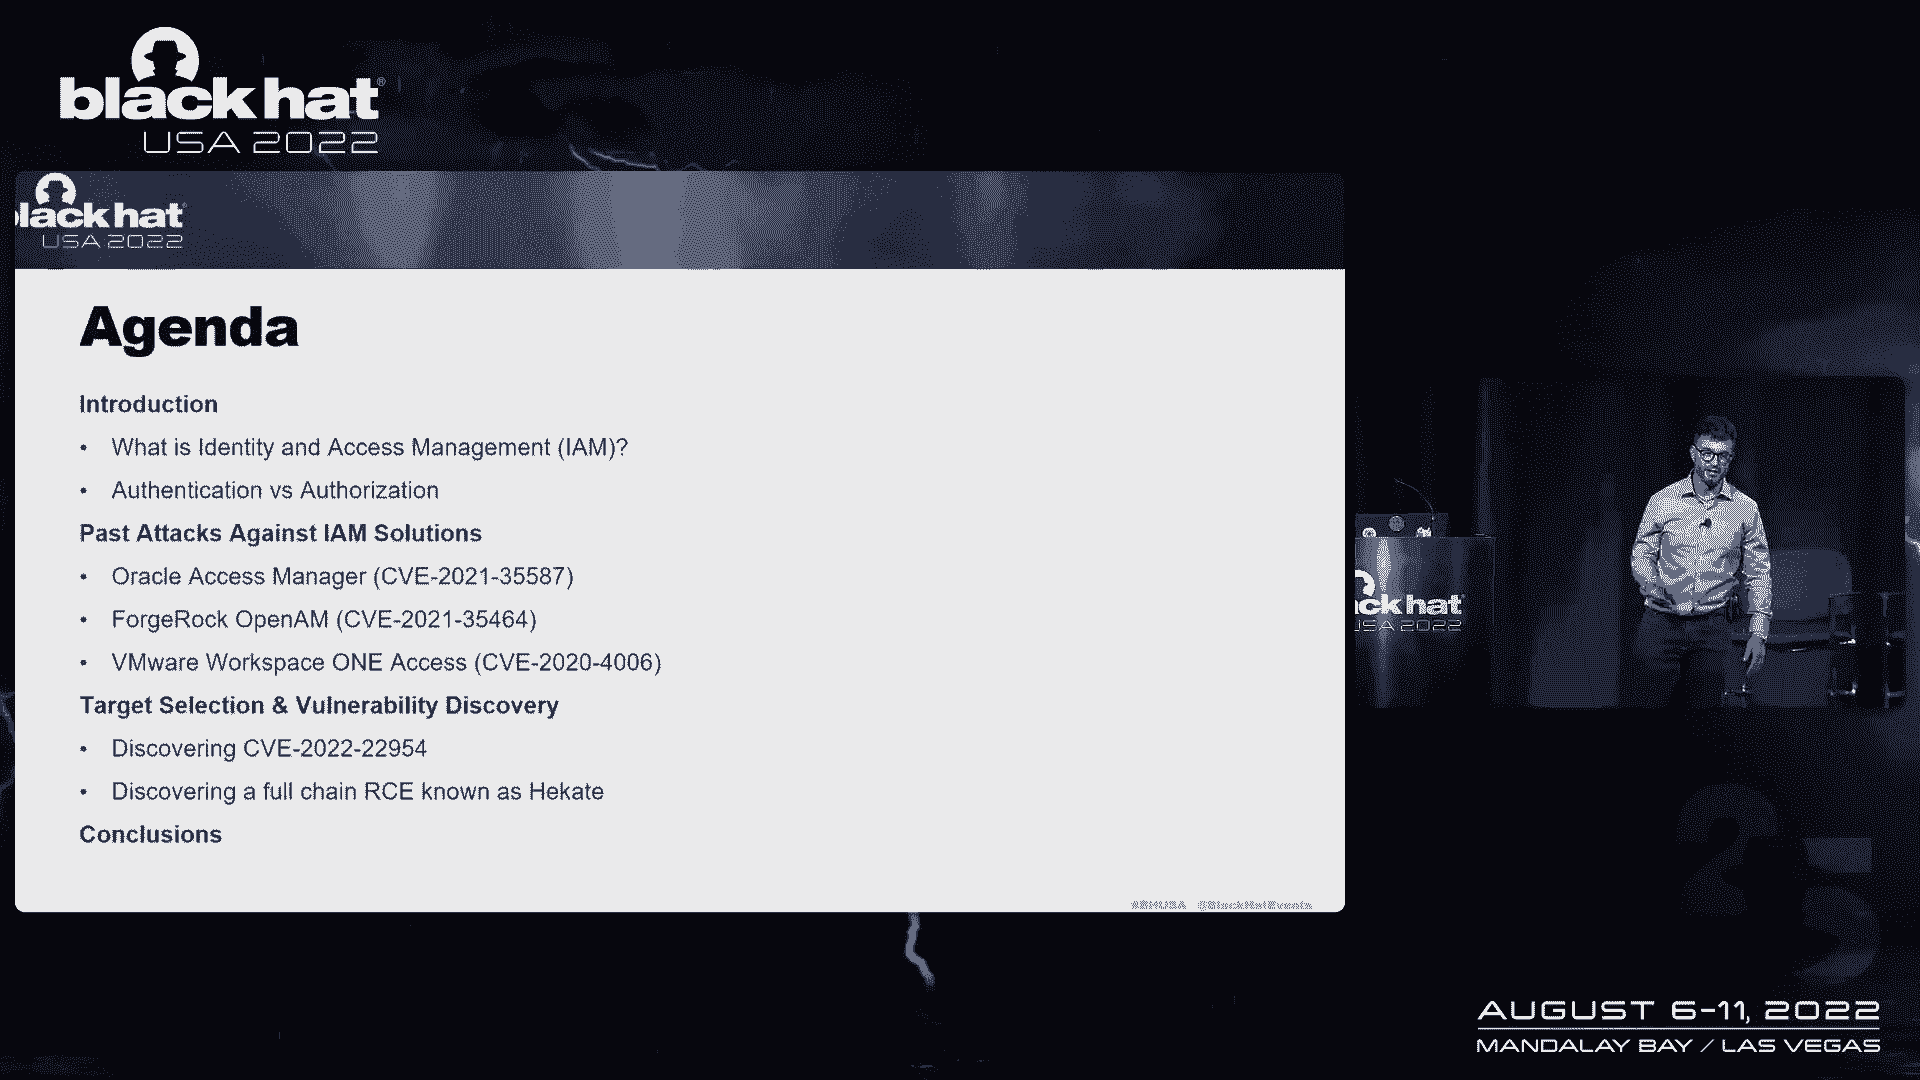 black hat®
USA 2022
lack hat
USA 2022
Agenda
Introduction
• What is Identity and Access Management (IAM)?
• Authentication vs Authorization
Past Attacks Against IAM Solutions
• Oracle Access Manager (CVE-2021-35587)
• ForgeRock OpenAM (CVE-2021-35464)
• VMware Workspace ONE Access (CVE-2020-4006)
Target Selection & Vulnerability Discovery
• Discovering CVE-2022-22954
• Discovering a full chain RCE known as Hekate
Conclusions
#BHUSA @BlackHatEvents
ck hat
USA 2022
25
AUGUST 6-11, 2022
MANDALAY BAY / LAS VEGAS